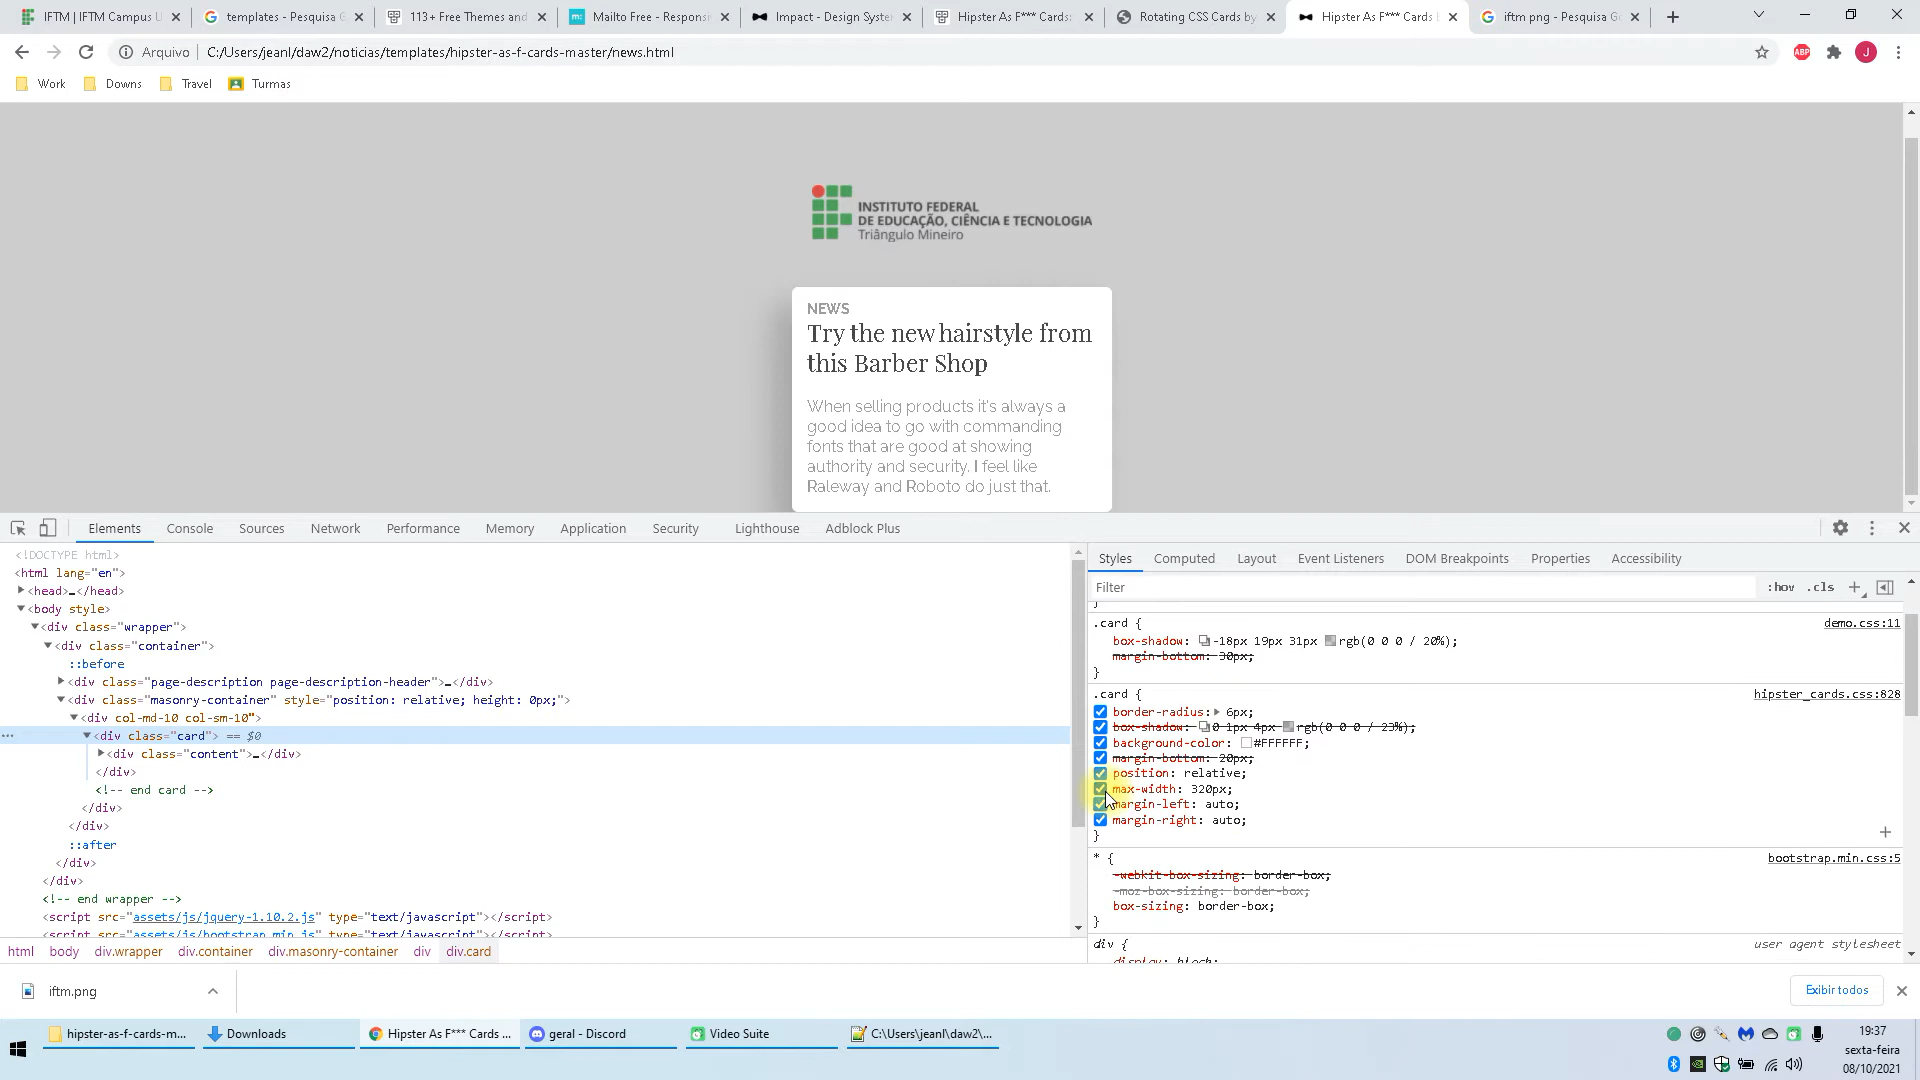 IFTM | IFTM Campus U
templates - Pesquisa G
113+ Free Themes and
m:
Mailto Free - Respons
Impact - Design System
Hipster As F*** Cards:
Rotating CSS Cards by
Hipster As F*** Cards
iftm png - Pesquisa G
Arquivo
C:/Users/jeanl/daw2/noticias/templates/hipster-as-f-cards-master/news.html
ABP
J
Work
Downs
Travel
Turmas
INSTITUTO FEDERAL
DE EDUCAÇÃO, CIÊNCIA E TECNOLOGIA
Triângulo Mineiro
NEWS
Try the new hairstyle from
this Barber Shop
When selling products it's always a
good idea to go with commanding
fonts that are good at showing
authority and security. I feel like
Raleway and Roboto do just that.
Elements
Console
Sources
Network
Performance
Memory
Application
Security
Lighthouse
Adblock Plus
<!DOCTYPE html>
<html lang="en">
<head>…</head>
<body style>
<div class="wrapper">
<div class="container">
::before
<div class="page-description page-description-header">…</div>
<div class="masonry-container" style="position: relative; height: 0px;">
<div col-md-10 col-sm-10">
<div class="card"> == $0
<div class="content">…</div>
</div>
<!-- end card -->
</div>
</div>
::after
</div>
</div>
<!-- end wrapper -->
<script src="assets/js/jquery-1.10.2.js" type="text/javascript"></script>
<script src="assets/js/bootstrap.min.js" type="text/javascript"></script>
html
body
div.wrapper
div.container
div.masonry-container
div
div.card
Styles
Computed
Layout
Event Listeners
DOM Breakpoints
Properties
Accessibility
Filter
:hov
.cls
}
.card {
demo.css:11
box-shadow: -18px 19px 31px rgb(0 0 0 / 20%);
margin-bottom: 30px;
}
.card {
hipster_cards.css:828
border-radius: 6px;
box-shadow: 0 1px 4px rgb(0 0 0 / 23%);
background-color: #FFFFFF;
margin-bottom: 20px;
position: relative;
max-width: 320px;
margin-left: auto;
margin-right: auto;
}
* {
bootstrap.min.css:5
-webkit-box-sizing: border-box;
-moz-box-sizing: border-box;
box-sizing: border-box;
}
div {
user agent stylesheet
display: block;
iftm.png
Exibir todos
hipster-as-f-cards-m...
Downloads
Hipster As F*** Cards ...
geral - Discord
Video Suite
C:\Users\jeanl\daw2\...
19:37
sexta-feira
08/10/2021